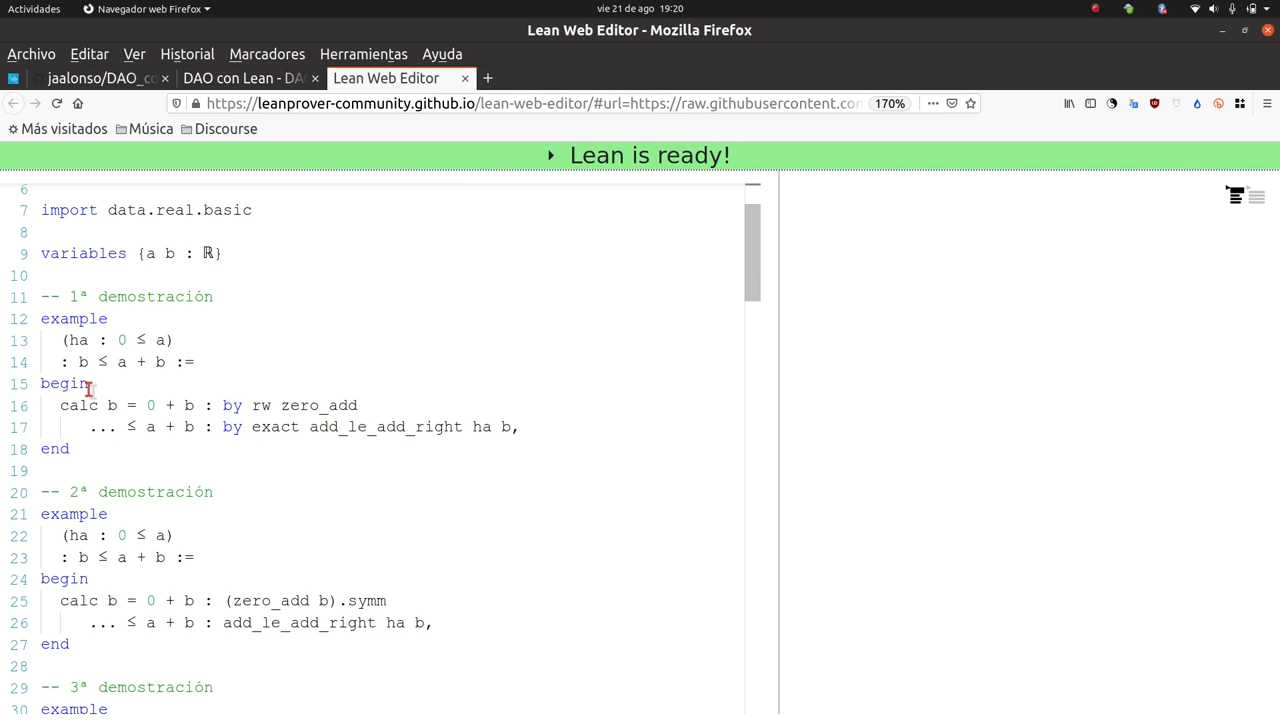 Actividades Navegador web Firefox vie 21 de ago 19:20
Lean Web Editor - Mozilla Firefox
Archivo Editar Ver Historial Marcadores Herramientas Ayuda
jaalonso/DAO_co × DAO con Lean - DA × Lean Web Editor × +
https://leanprover-community.github.io/lean-web-editor/#url=https://raw.githubusercontent.com 170%
Más visitados Música Discourse
Lean is ready!
6
7 import data.real.basic
8
9 variables {a b : ℝ}
10
11 -- 1ª demostración
12 example
13 (ha : 0 ≤ a)
14 : b ≤ a + b :=
15 begin
16 calc b = 0 + b : by rw zero_add
17 ... ≤ a + b : by exact add_le_add_right ha b,
18 end
19
20 -- 2ª demostración
21 example
22 (ha : 0 ≤ a)
23 : b ≤ a + b :=
24 begin
25 calc b = 0 + b : (zero_add b).symm
26 ... ≤ a + b : add_le_add_right ha b,
27 end
28
29 -- 3ª demostración
30 example